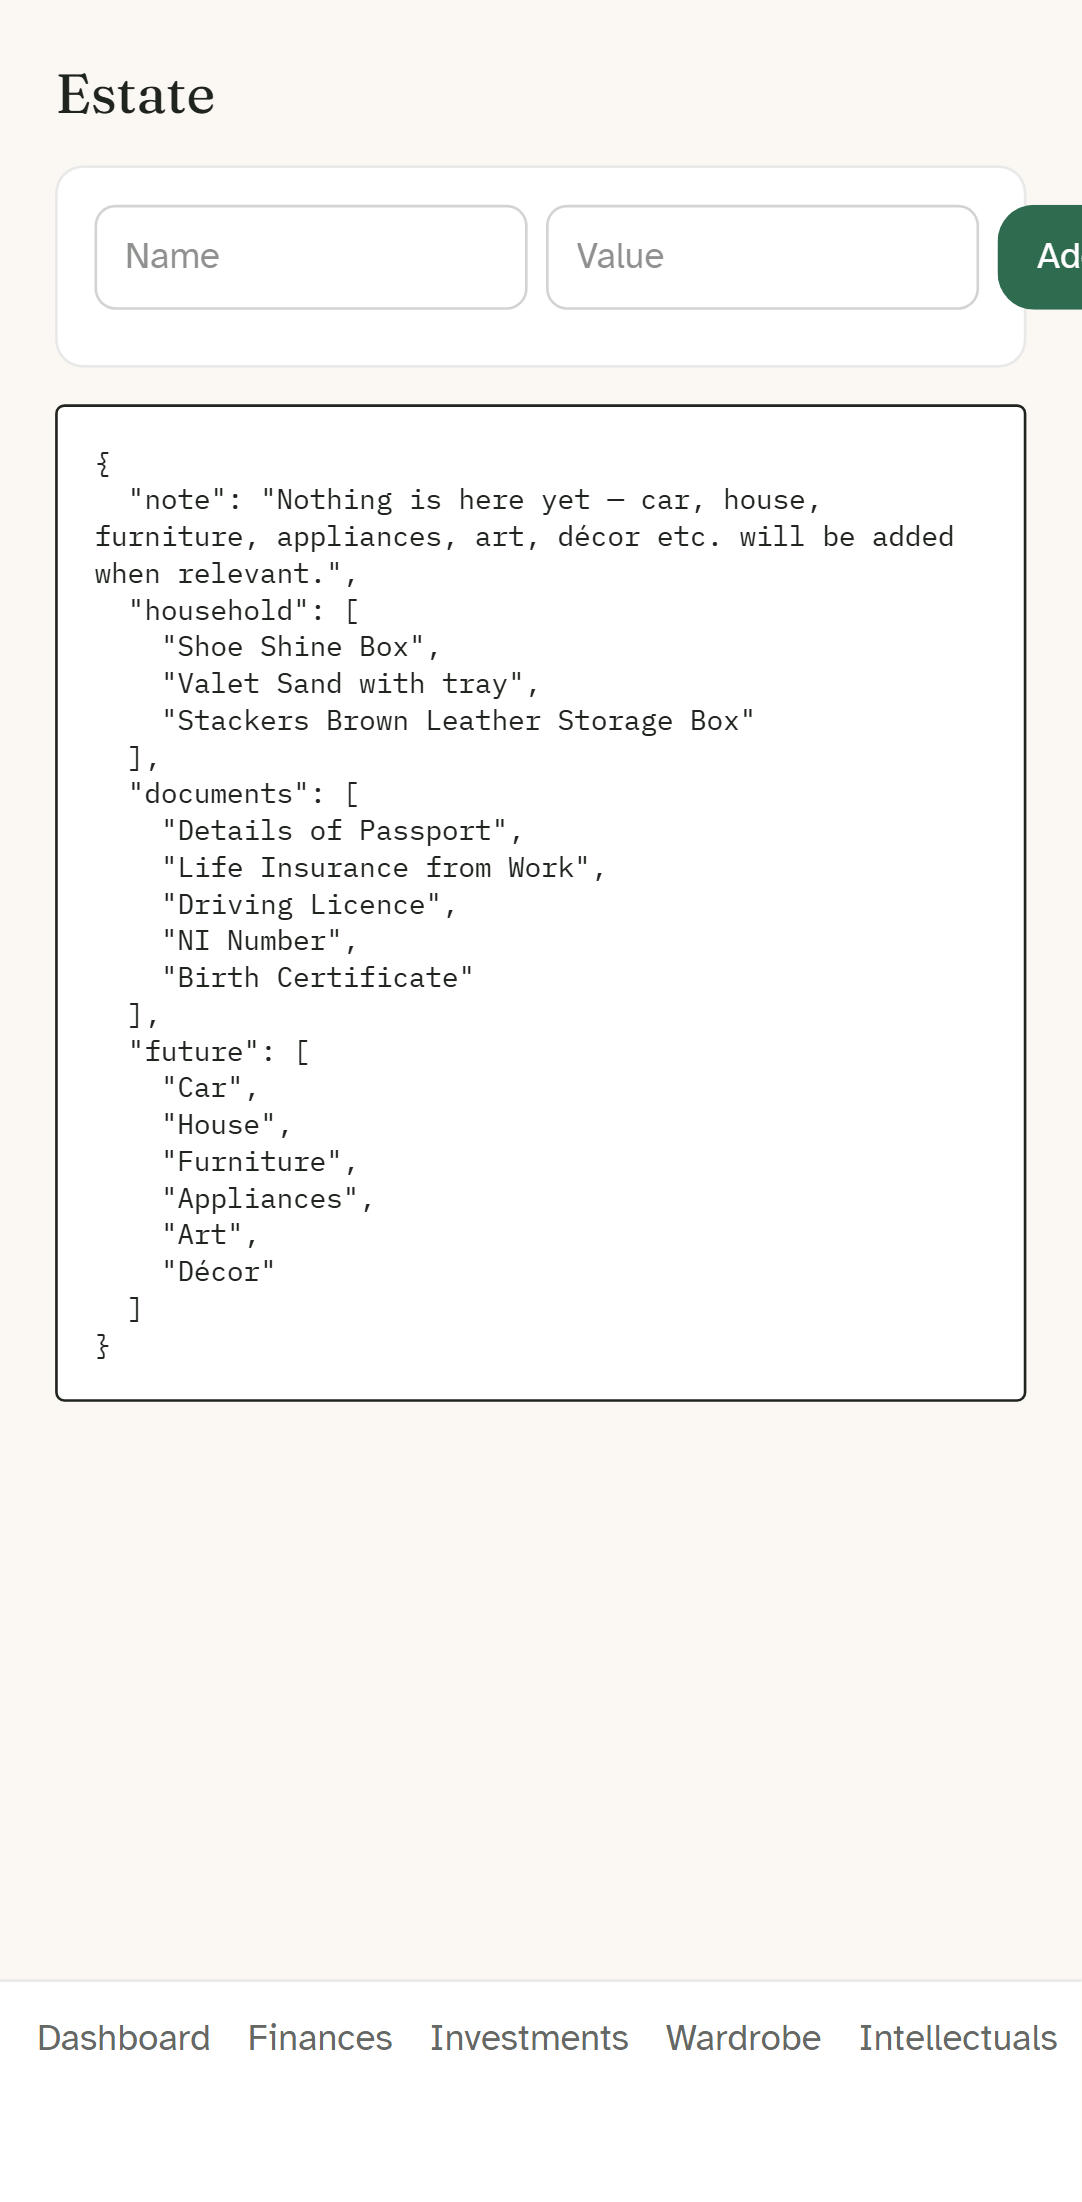 Estate
Name
Value
Ad
{
  "note": "Nothing is here yet — car, house,
furniture, appliances, art, décor etc. will be added
when relevant.",
  "household": [
    "Shoe Shine Box",
    "Valet Sand with tray",
    "Stackers Brown Leather Storage Box"
  ],
  "documents": [
    "Details of Passport",
    "Life Insurance from Work",
    "Driving Licence",
    "NI Number",
    "Birth Certificate"
  ],
  "future": [
    "Car",
    "House",
    "Furniture",
    "Appliances",
    "Art",
    "Décor"
  ]
}
Dashboard Finances Investments Wardrobe Intellectuals